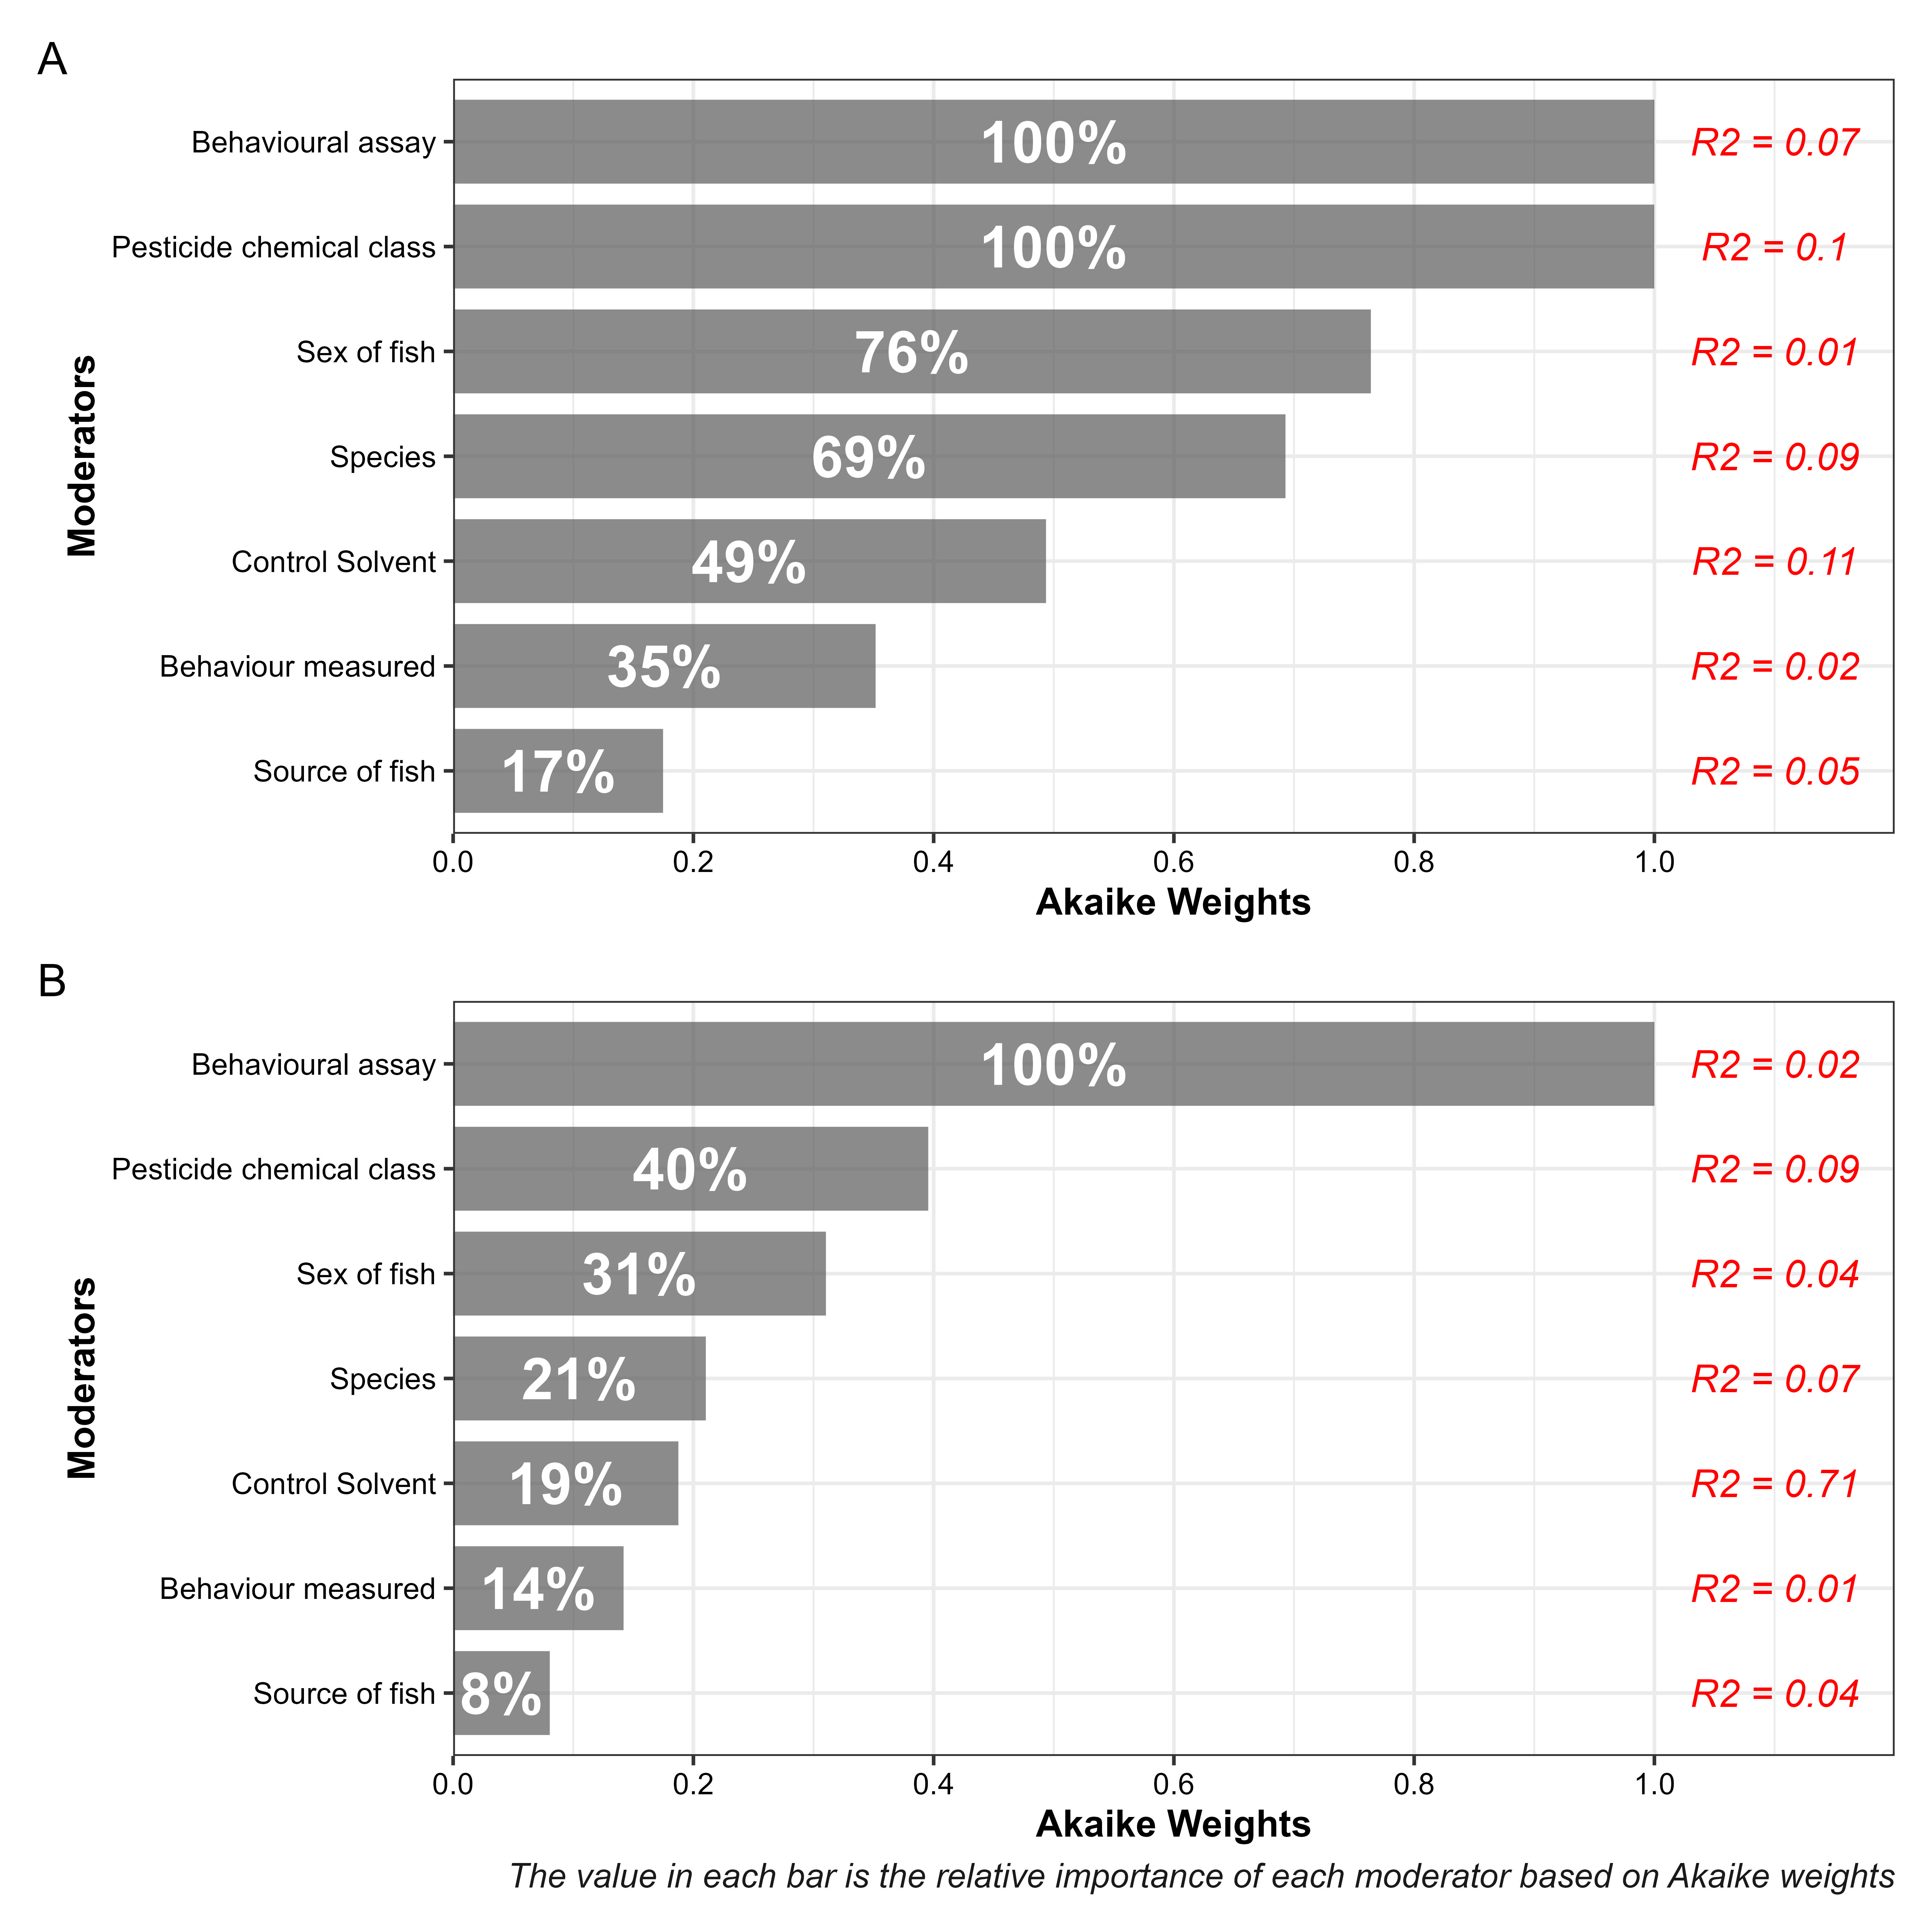 A
Moderators
Behavioural assay 100% R2 = 0.07
Pesticide chemical class 100% R2 = 0.1
Sex of fish 76% R2 = 0.01
Species 69% R2 = 0.09
Control Solvent 49% R2 = 0.11
Behaviour measured 35% R2 = 0.02
Source of fish 17% R2 = 0.05
0.0 0.2 0.4 0.6 0.8 1.0
Akaike Weights
B
Moderators
Behavioural assay 100% R2 = 0.02
Pesticide chemical class 40% R2 = 0.09
Sex of fish 31% R2 = 0.04
Species 21% R2 = 0.07
Control Solvent 19% R2 = 0.71
Behaviour measured 14% R2 = 0.01
Source of fish 8% R2 = 0.04
0.0 0.2 0.4 0.6 0.8 1.0
Akaike Weights
The value in each bar is the relative importance of each moderator based on Akaike weights